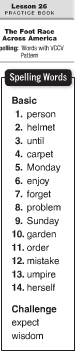 Lesson 26
PRACTICE BOOK
The Foot Race
Across America
Spelling: Words with VCCV
Pattern
Spelling Words
Basic
1. person
2. helmet
3. until
4. carpet
5. Monday
6. enjoy
7. forget
8. problem
9. Sunday
10. garden
11. order
12. mistake
13. umpire
14. herself
Challenge
expect
wisdom